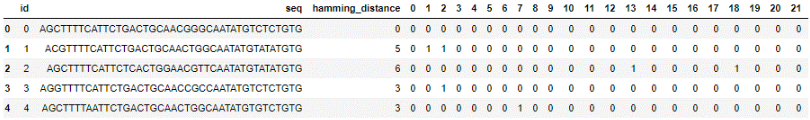 id seq hamming_distance 0 1 2 3 4 5 6 7 8 9 10 11 12 13 14 15 16 17 18 19 20 21
0 0 AGCTTTTCATTCTGACTGCAACGGGCAATATGTCTCTGTG 0 0 0 0 0 0 0 0 0 0 0 0 0 0 0 0 0 0 0 0 0 0 0
1 1 ACGTTTTCATTCTGACTGCAACTGGCAATATGTATATGTG 5 0 1 1 0 0 0 0 0 0 0 0 0 0 0 0 0 0 0 0 0 0 0
2 2 AGCTTTTCATTCTCACTGGAACGTTCAATATGTATATGTG 6 0 0 0 0 0 0 0 0 0 0 0 0 0 1 0 0 0 0 1 0 0 0
3 3 AGGTTTTCATTCTGACTGCAACCGCCAATATGTCTCTGTG 3 0 0 1 0 0 0 0 0 0 0 0 0 0 0 0 0 0 0 0 0 0 0
4 4 AGCTTTTAATTCTGACTGCAACTGGCAATATGTGTCTGTG 3 0 0 0 0 0 0 0 1 0 0 0 0 0 0 0 0 0 0 0 0 0 0